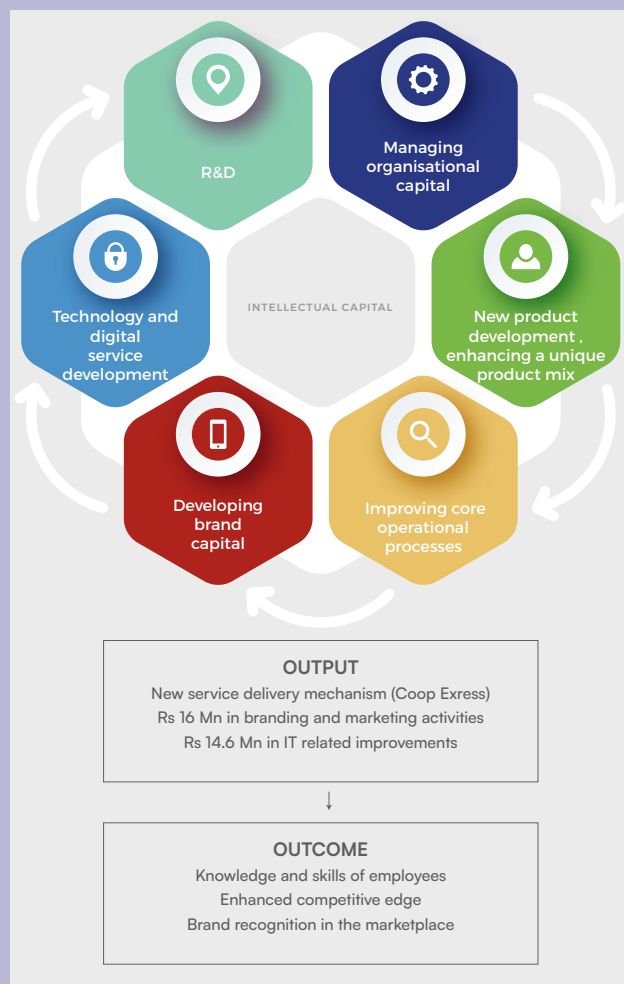 R&D
Managing
organisational
capital
Technology and
digital
service
development
INTELLECTUAL CAPITAL
New product
development ,
enhancing a unique
product mix
Developing
brand
capital
Improving core
operational
processes
OUTPUT
New service delivery mechanism (Coop Exress)
Rs 16 Mn in branding and marketing activities
Rs 14.6 Mn in IT related improvements
OUTCOME
Knowledge and skills of employees
Enhanced competitive edge
Brand recognition in the marketplace